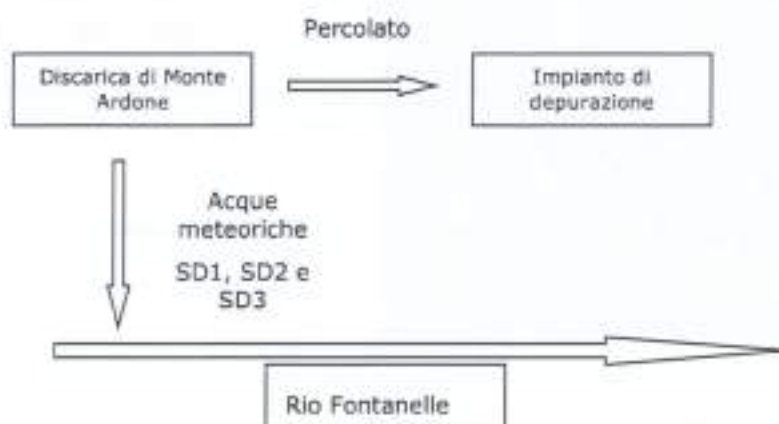 Percolato
Discarica di Monte
Ardone
Impianto di
depurazione
Acque
meteoriche
SD1, SD2 e
SD3
Rio Fontanelle